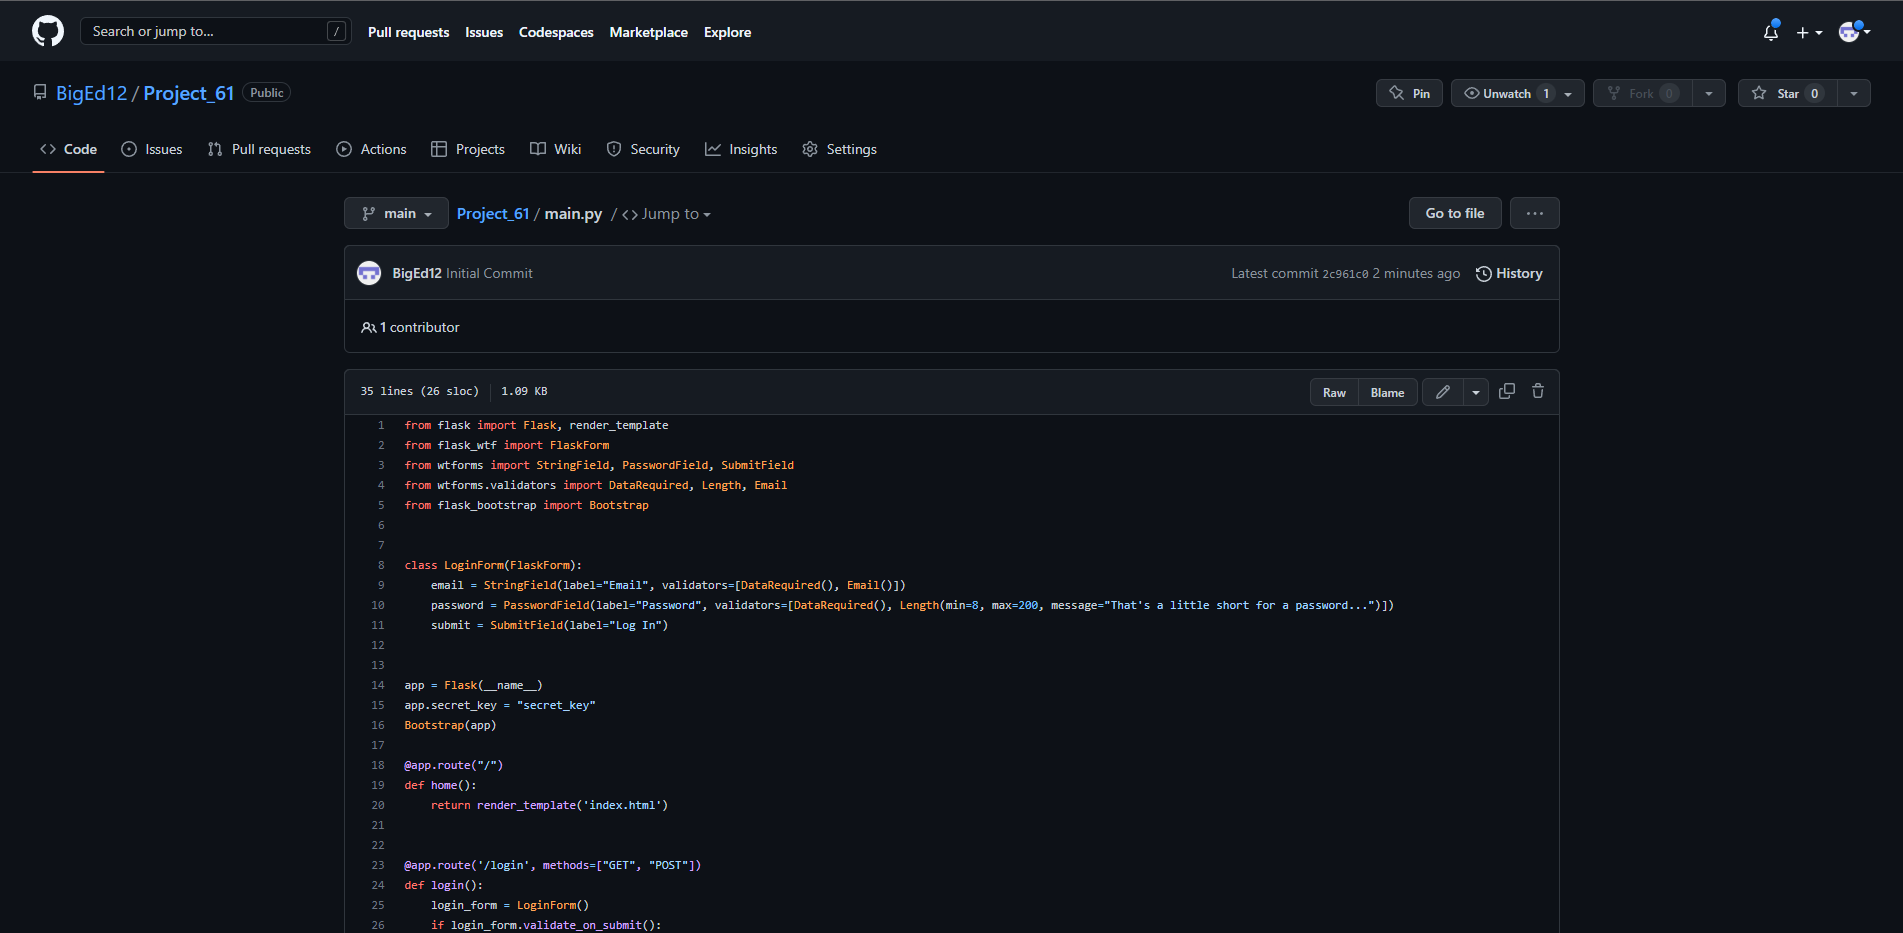 Search or jump to... /
Pull requests Issues Codespaces Marketplace Explore
BigEd12 / Project_61 Public
Pin Unwatch 1 Fork 0 Star 0
Code Issues Pull requests Actions Projects Wiki Security Insights Settings
main Project_61 / main.py / <> Jump to
Go to file ...
BigEd12 Initial Commit Latest commit 2c961c0 2 minutes ago History
1 contributor
35 lines (26 sloc) 1.09 KB Raw Blame
1 from flask import Flask, render_template
2 from flask_wtf import FlaskForm
3 from wtforms import StringField, PasswordField, SubmitField
4 from wtforms.validators import DataRequired, Length, Email
5 from flask_bootstrap import Bootstrap
6
7
8 class LoginForm(FlaskForm):
9     email = StringField(label="Email", validators=[DataRequired(), Email()])
10     password = PasswordField(label="Password", validators=[DataRequired(), Length(min=8, max=200, message="That's a little short for a password...")])
11     submit = SubmitField(label="Log In")
12
13
14 app = Flask(__name__)
15 app.secret_key = "secret_key"
16 Bootstrap(app)
17
18 @app.route("/")
19 def home():
20     return render_template('index.html')
21
22
23 @app.route('/login', methods=["GET", "POST"])
24 def login():
25     login_form = LoginForm()
26     if login_form.validate_on_submit():